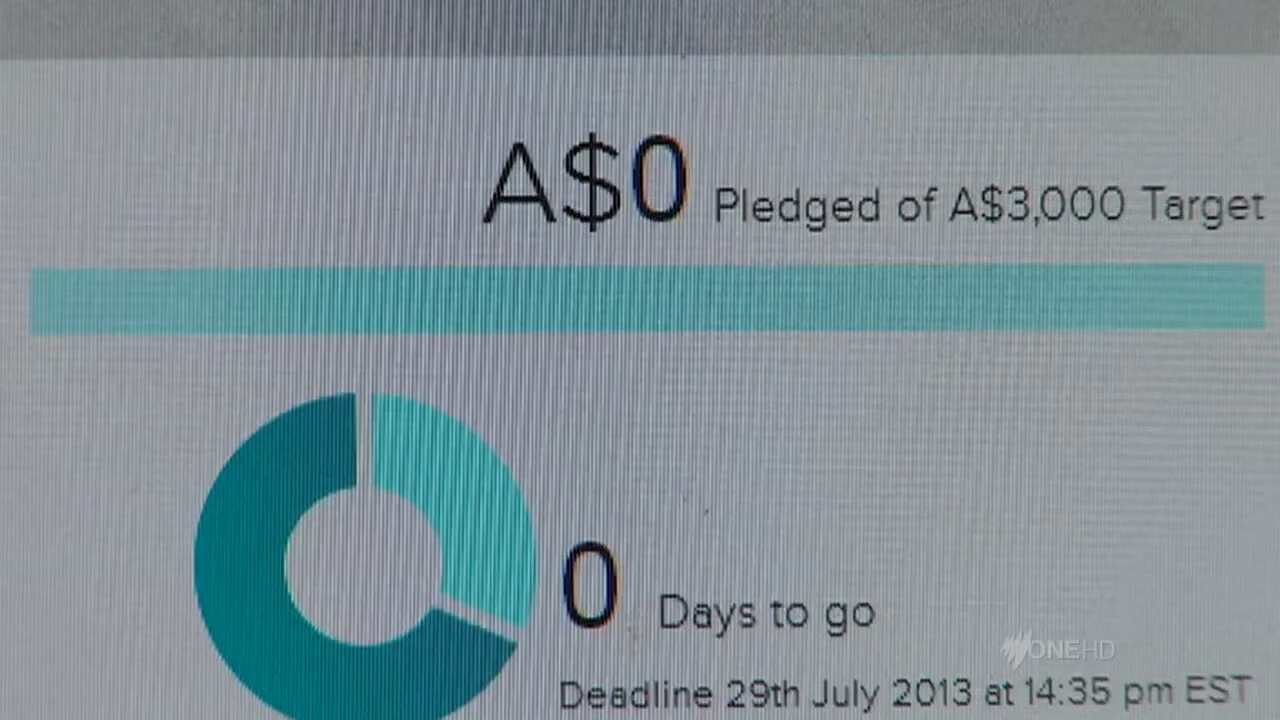 A$0 Pledged of A$3,000 Target
0 Days to go
ONE HD
Deadline 29th July 2013 at 14:35 pm EST